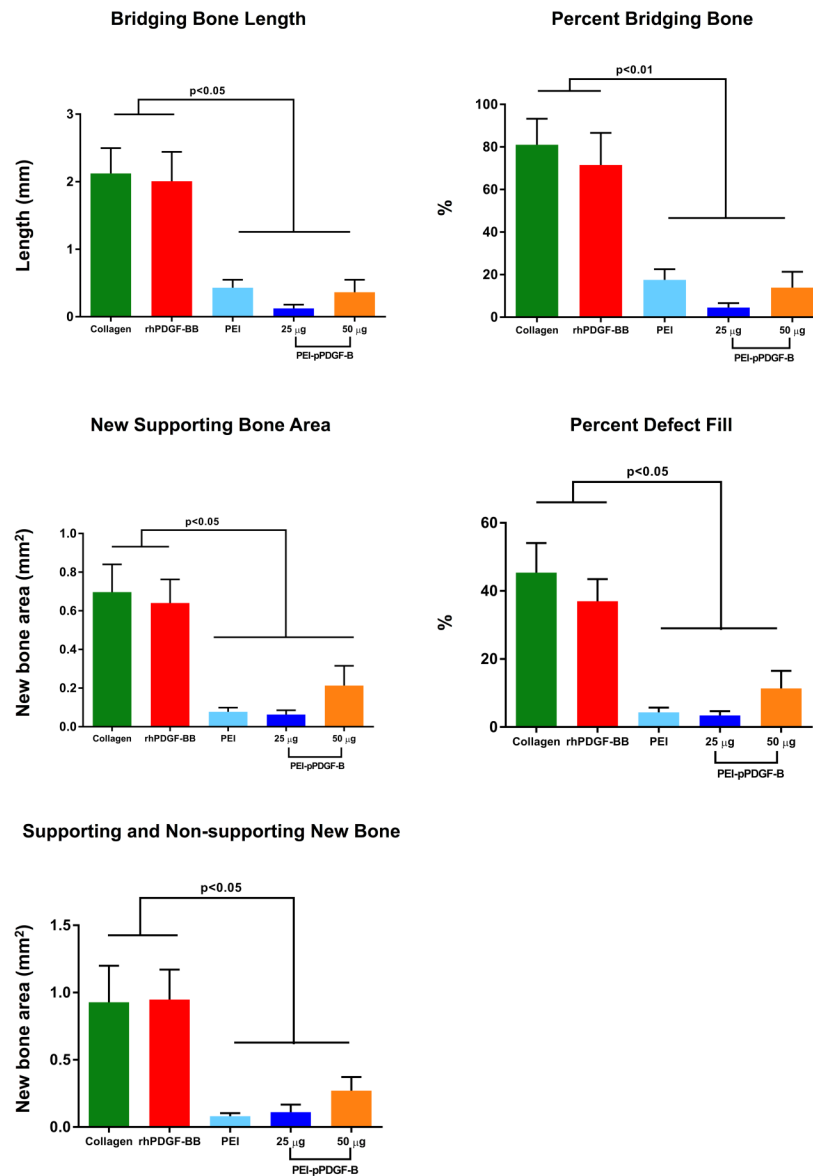 Bridging Bone Length
p<0.05
Length (mm)
3
2
1
0
Collagen rhPDGF-BB PEI 25 µg 50 µg
PEI-pPDGF-B
Percent Bridging Bone
p<0.01
%
100
80
60
40
20
0
Collagen rhPDGF-BB PEI 25 µg 50 µg
PEI-pPDGF-B
New Supporting Bone Area
p<0.05
New bone area (mm²)
1.0
0.8
0.6
0.4
0.2
0.0
Collagen rhPDGF-BB PEI 25 µg 50 µg
PEI-pPDGF-B
Percent Defect Fill
p<0.05
%
60
40
20
0
Collagen rhPDGF-BB PEI 25 µg 50 µg
PEI-pPDGF-B
Supporting and Non-supporting New Bone
p<0.05
New bone area (mm²)
1.5
1.0
0.5
0.0
Collagen rhPDGF-BB PEI 25 µg 50 µg
PEI-pPDGF-B